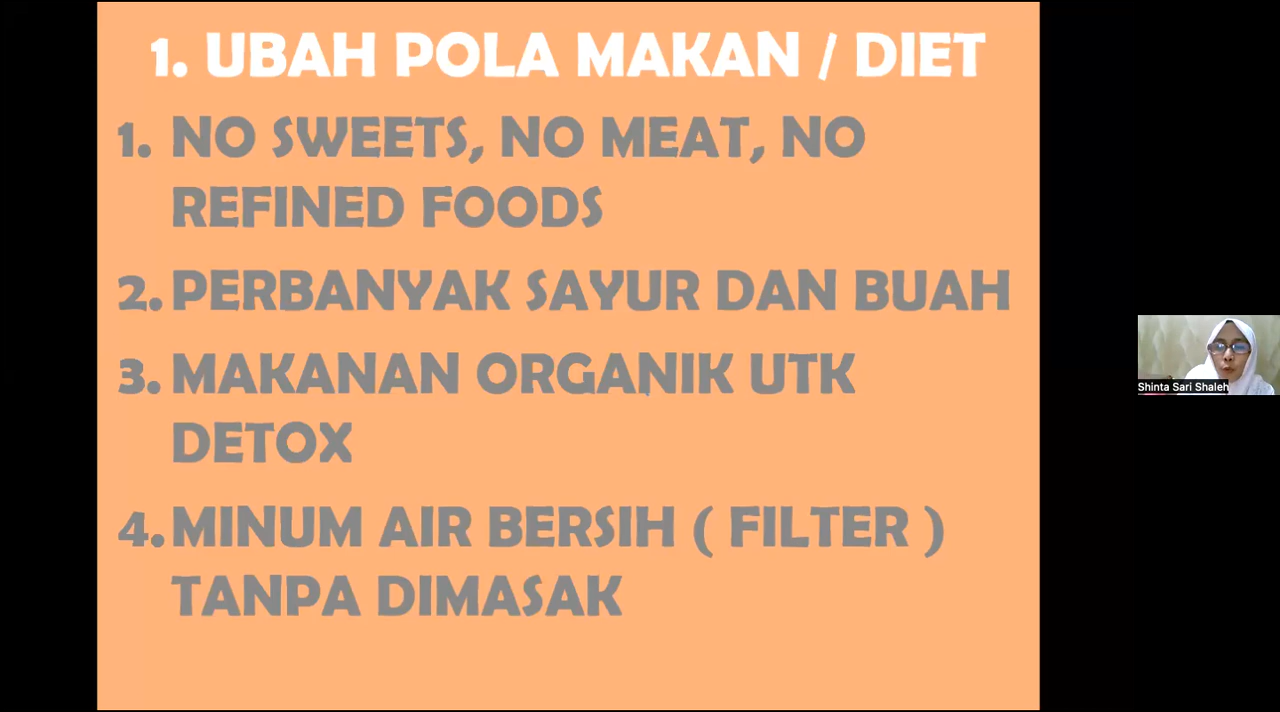 1. UBAH POLA MAKAN / DIET
1. NO SWEETS, NO MEAT, NO
REFINED FOODS
2. PERBANYAK SAYUR DAN BUAH
3. MAKANAN ORGANIK UTK
DETOX
4. MINUM AIR BERSIH ( FILTER )
TANPA DIMASAK
Shinta Sari Shaleh